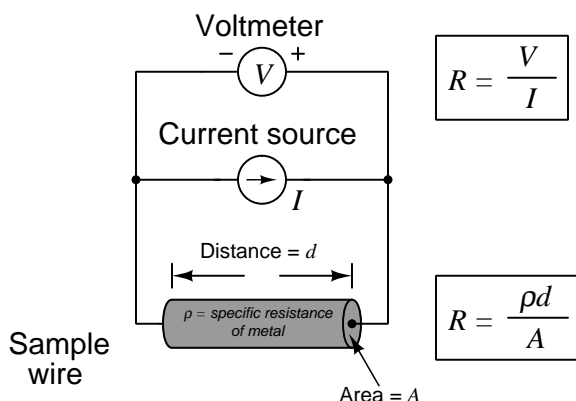 Voltmeter
− +
V
R = V / I
Current source
I
Distance = d
ρ = specific resistance
of metal
R = ρd / A
Sample
wire
Area = A